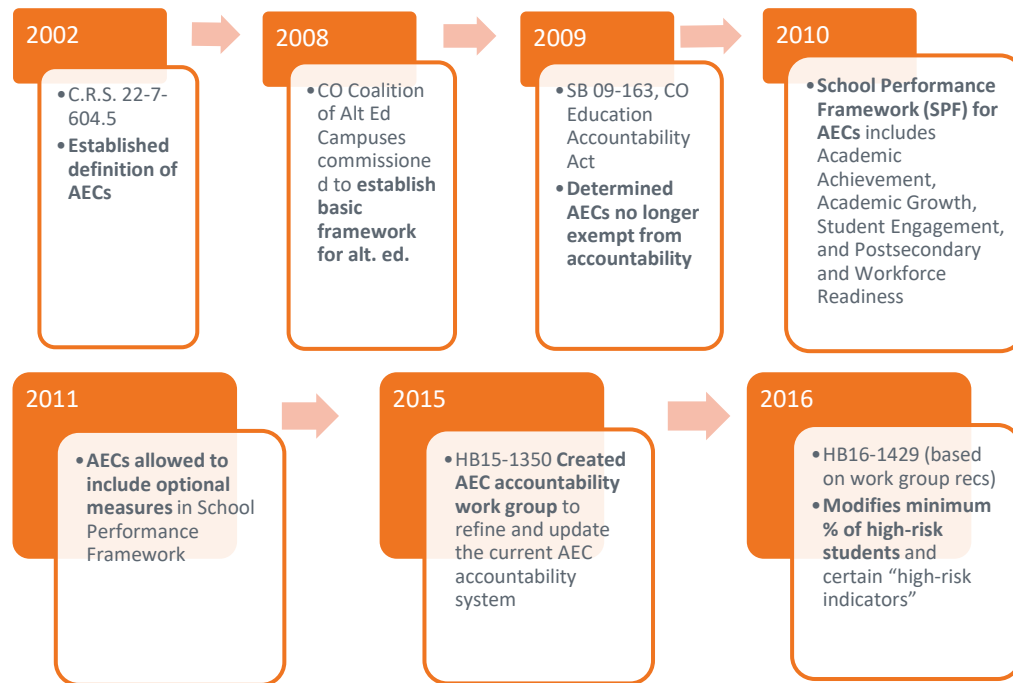 2002
• C.R.S. 22-7-
604.5
• Established
definition of
AECs
2008
• CO Coalition
of Alt Ed
Campuses
commissione
d to establish
basic
framework
for alt. ed.
2009
• SB 09-163, CO
Education
Accountability
Act
• Determined
AECs no longer
exempt from
accountability
2010
• School Performance
Framework (SPF) for
AECs includes
Academic
Achievement,
Academic Growth,
Student Engagement,
and Postsecondary
and Workforce
Readiness
2011
• AECs allowed to
include optional
measures in School
Performance
Framework
2015
• HB15-1350 Created
AEC accountability
work group to
refine and update
the current AEC
accountability
system
2016
• HB16-1429 (based
on work group recs)
• Modifies minimum
% of high-risk
students and
certain “high-risk
indicators”